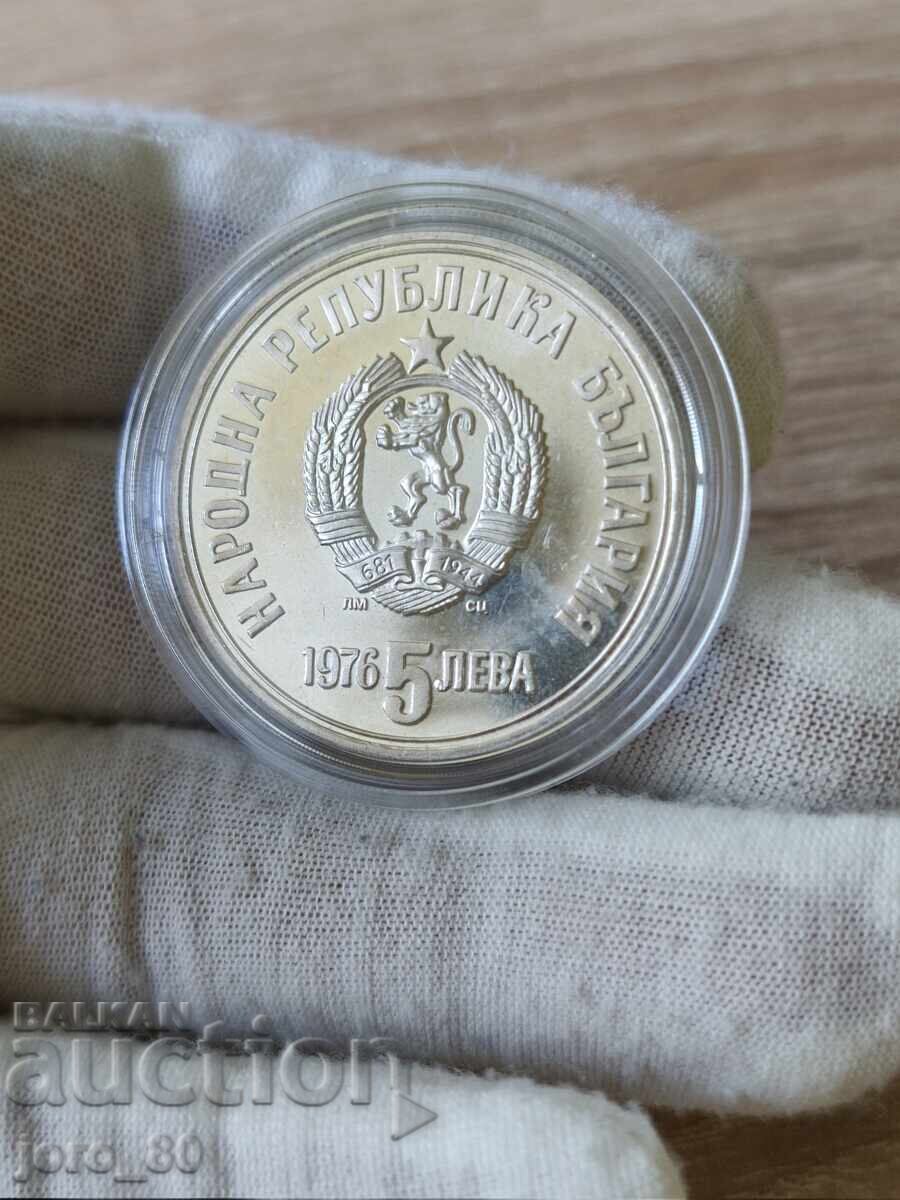 НАРОДНА РЕПУБЛИКА БЪЛГАРИЯ
681 1944
ЛМ СЦ
1976 5 ЛЕВА
BALKAN
auction
joro_80